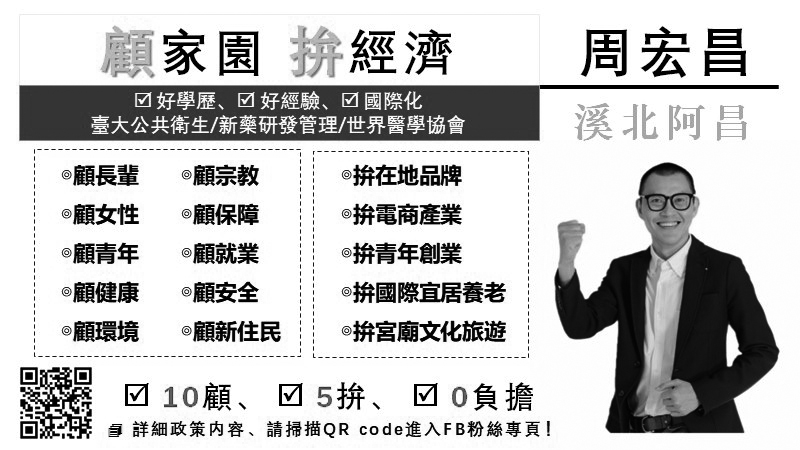 顧家園 拚經濟
☑好學歷、☑好經驗、☑國際化
臺大公共衛生/新藥研發管理/世界醫學協會
周宏昌
溪北阿昌
◎顧長輩 ◎顧宗教
◎顧女性 ◎顧保障
◎顧青年 ◎顧就業
◎顧健康 ◎顧安全
◎顧環境 ◎顧新住民
◎拚在地品牌
◎拚電商產業
◎拚青年創業
◎拚國際宜居養老
◎拚宮廟文化旅遊
☑ 10顧、 ☑ 5拚、 ☑ 0負擔
詳細政策內容、請掃描QR code進入FB粉絲專頁!